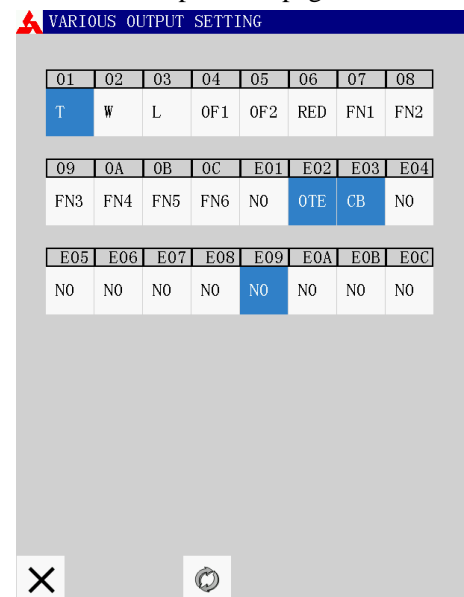 VARIOUS OUTPUT SETTING
01 02 03 04 05 06 07 08
T W L OF1 OF2 RED FN1 FN2
09 0A 0B 0C E01 E02 E03 E04
FN3 FN4 FN5 FN6 NO OTE CB NO
E05 E06 E07 E08 E09 E0A E0B E0C
NO NO NO NO NO NO NO NO